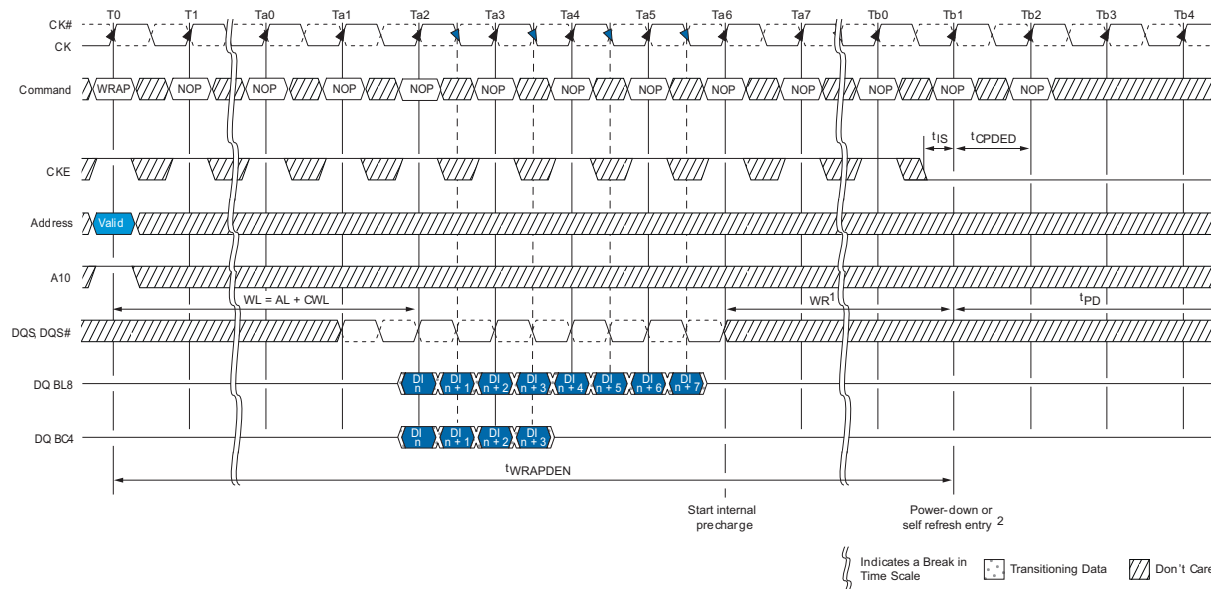 T0 T1 Ta0 Ta1 Ta2 Ta3 Ta4 Ta5 Ta6 Ta7 Tb0 Tb1 Tb2 Tb3 Tb4
CK#
CK
Command WRAP NOP NOP NOP NOP NOP NOP NOP NOP NOP NOP NOP NOP
tIS tCPDED
CKE
Address Valid
A10
WL = AL + CWL WR1 tPD
DQS, DQS#
DQ BL8 DI n DI n + 1 DI n + 2 DI n + 3 DI n + 4 DI n + 5 DI n + 6 DI n + 7
DQ BC4 DI n DI n + 1 DI n + 2 DI n + 3
tWRAPDEN
Start internal
precharge
Power-down or
self refresh entry 2
Indicates a Break in
Time Scale
Transitioning Data
Don't Care